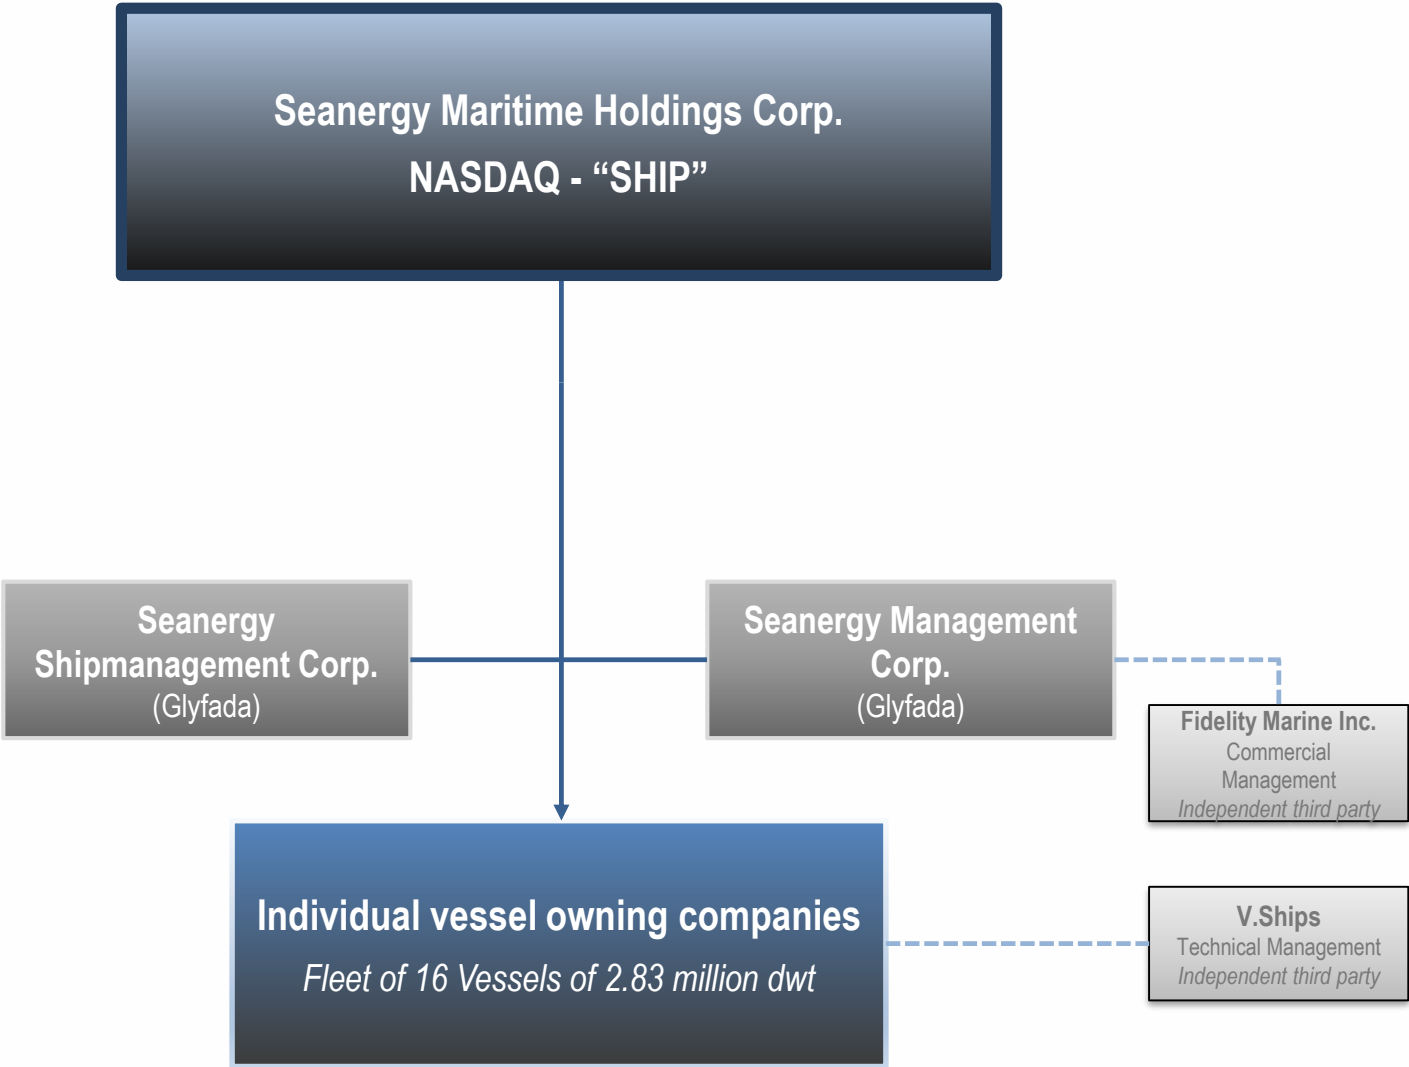 Seanergy Maritime Holdings Corp.
NASDAQ - “SHIP”
Seanergy
Shipmanagement Corp.
(Glyfada)
Seanergy Management
Corp.
(Glyfada)
Fidelity Marine Inc.
Commercial
Management
Independent third party
Individual vessel owning companies
Fleet of 16 Vessels of 2.83 million dwt
V.Ships
Technical Management
Independent third party